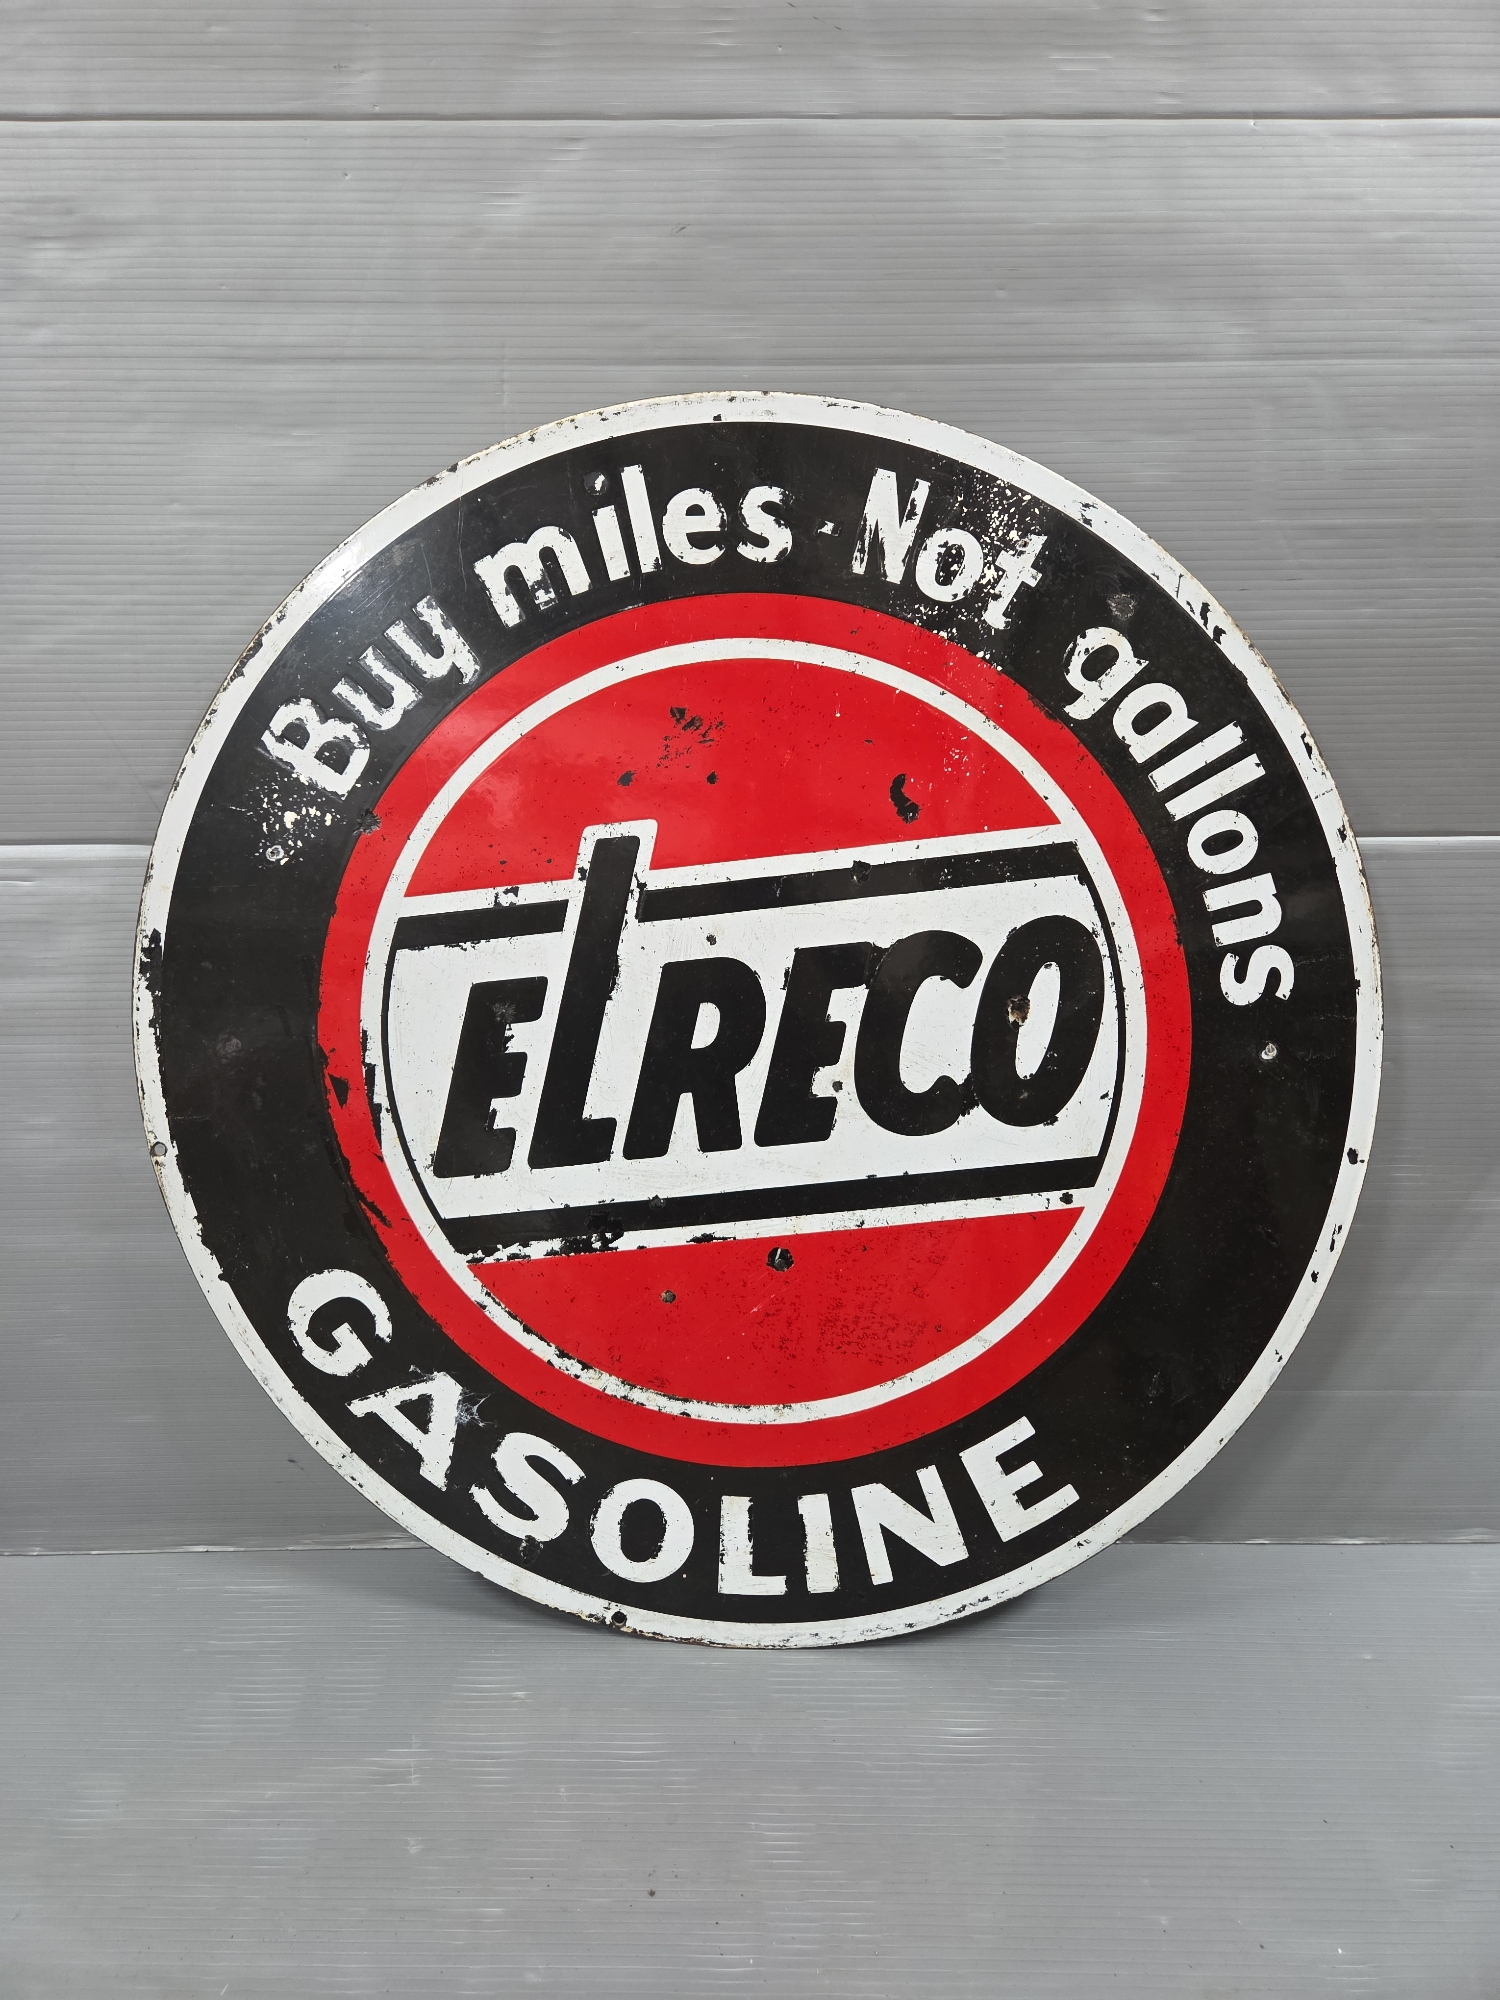 Buy miles · Not gallons
ELRECO
GASOLINE